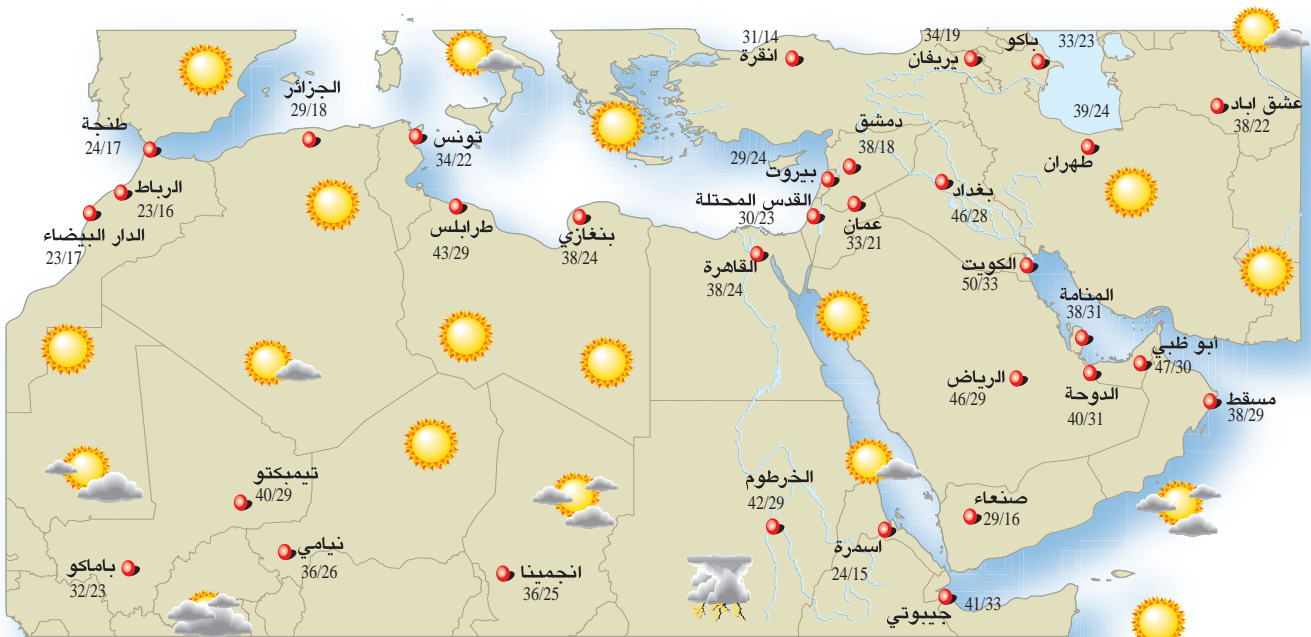 31/14
انقرة
34/19
يريفان
باكو
33/23
عشق اباد
38/22
39/24
طهران
الجزائر
29/18
طنجة
24/17
تونس
34/22
دمشق
38/18
29/24
بيروت
بغداد
46/28
الرباط
23/16
القدس المحتلة
30/23
عمان
33/21
الدار البيضاء
23/17
طرابلس
43/29
بنغازي
38/24
القاهرة
38/24
الكويت
50/33
المنامة
38/31
أبو ظبي
47/30
الرياض
46/29
الدوحة
40/31
مسقط
38/29
تيمبكتو
40/29
الخرطوم
42/29
صنعاء
29/16
نيامي
36/26
اسمرة
24/15
باماكو
32/23
انجمينا
36/25
41/33
جيبوتي